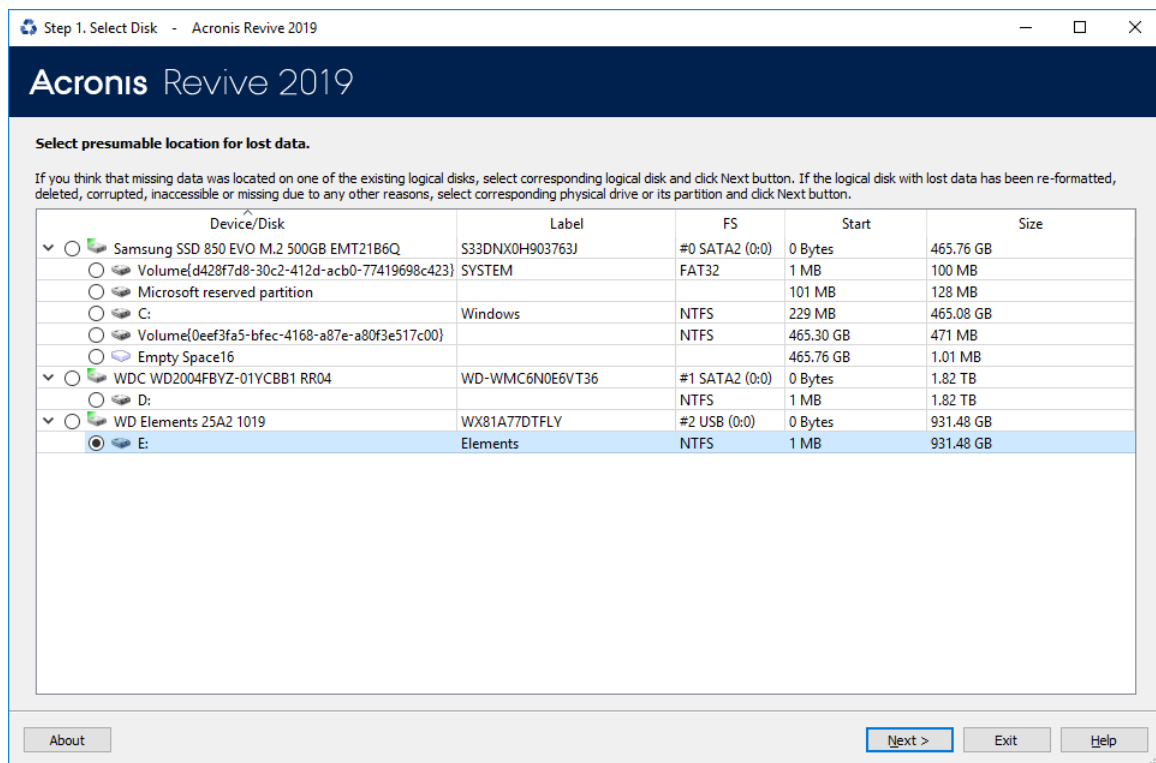 Step 1. Select Disk - Acronis Revive 2019
Acronis Revive 2019
Select presumable location for lost data.
If you think that missing data was located on one of the existing logical disks, select corresponding logical disk and click Next button. If the logical disk with lost data has been re-formatted,
deleted, corrupted, inaccessible or missing due to any other reasons, select corresponding physical drive or its partition and click Next button.
Device/Disk Label FS Start Size
Samsung SSD 850 EVO M.2 500GB EMT21B6Q S33DNX0H903763J #0 SATA2 (0:0) 0 Bytes 465.76 GB
Volume{d428f7d8-30c2-412d-acb0-77419698c423} SYSTEM FAT32 1 MB 100 MB
Microsoft reserved partition 101 MB 128 MB
C: Windows NTFS 229 MB 465.08 GB
Volume{0eef3fa5-bfec-4168-a87e-a80f3e517c00} NTFS 465.30 GB 471 MB
Empty Space16 465.76 GB 1.01 MB
WDC WD2004FBYZ-01YCBB1 RR04 WD-WMC6N0E6VT36 #1 SATA2 (0:0) 0 Bytes 1.82 TB
D: NTFS 1 MB 1.82 TB
WD Elements 25A2 1019 WX81A77DTFLY #2 USB (0:0) 0 Bytes 931.48 GB
E: Elements NTFS 1 MB 931.48 GB
About Next > Exit Help